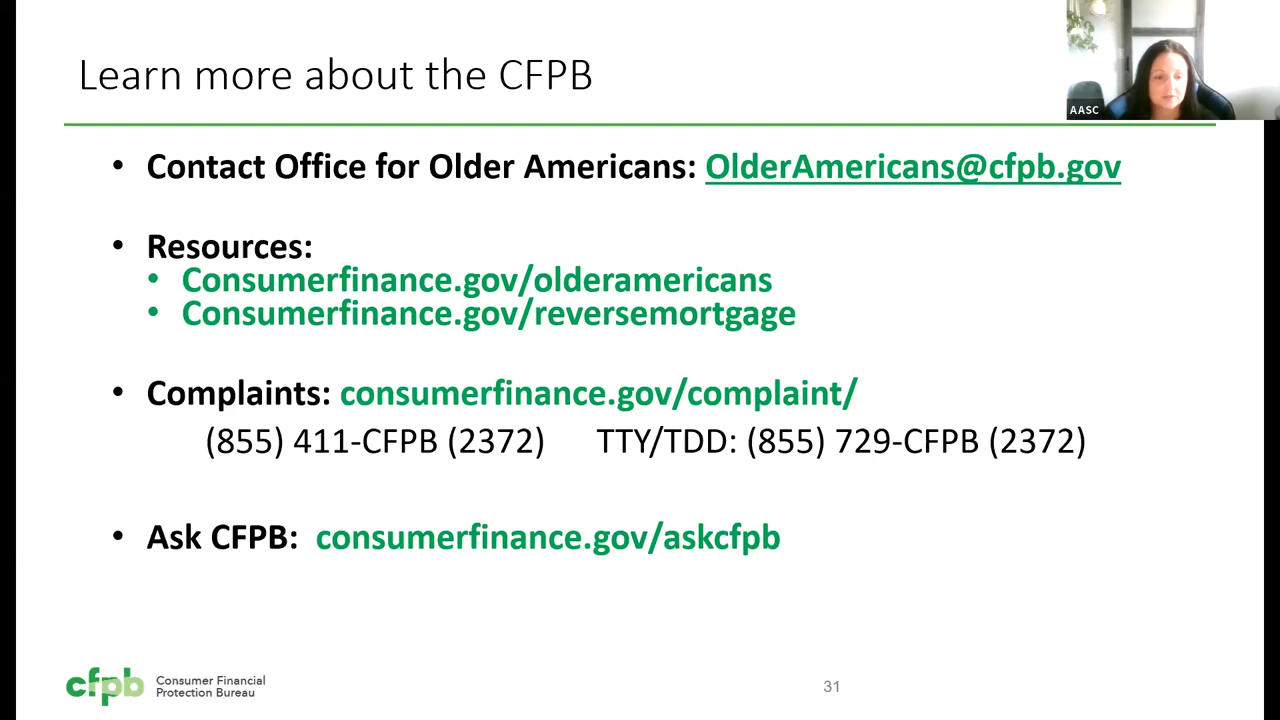 Learn more about the CFPB
AASC
• Contact Office for Older Americans: OlderAmericans@cfpb.gov
• Resources:
• Consumerfinance.gov/olderamericans
• Consumerfinance.gov/reversemortgage
• Complaints: consumerfinance.gov/complaint/
(855) 411-CFPB (2372) TTY/TDD: (855) 729-CFPB (2372)
• Ask CFPB: consumerfinance.gov/askcfpb
cfpb Consumer Financial
Protection Bureau
31